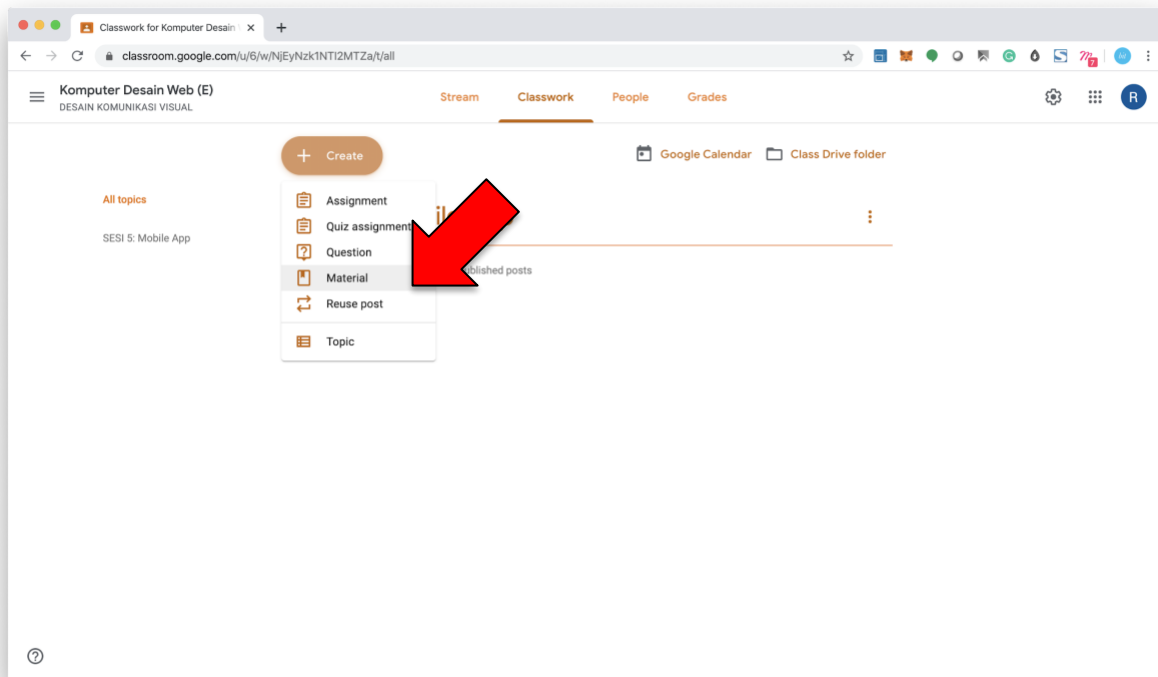 Classwork for Komputer Desain
classroom.google.com/u/6/w/NjEyNzk1NTI2MTZa/t/all
7
Komputer Desain Web (E)
DESAIN KOMUNIKASI VISUAL
Stream
Classwork
People
Grades
R
Create
Google Calendar
Class Drive folder
All topics
SESI 5: Mobile App
Assignment
Quiz assignment
Question
Material
Reuse post
Topic
posts